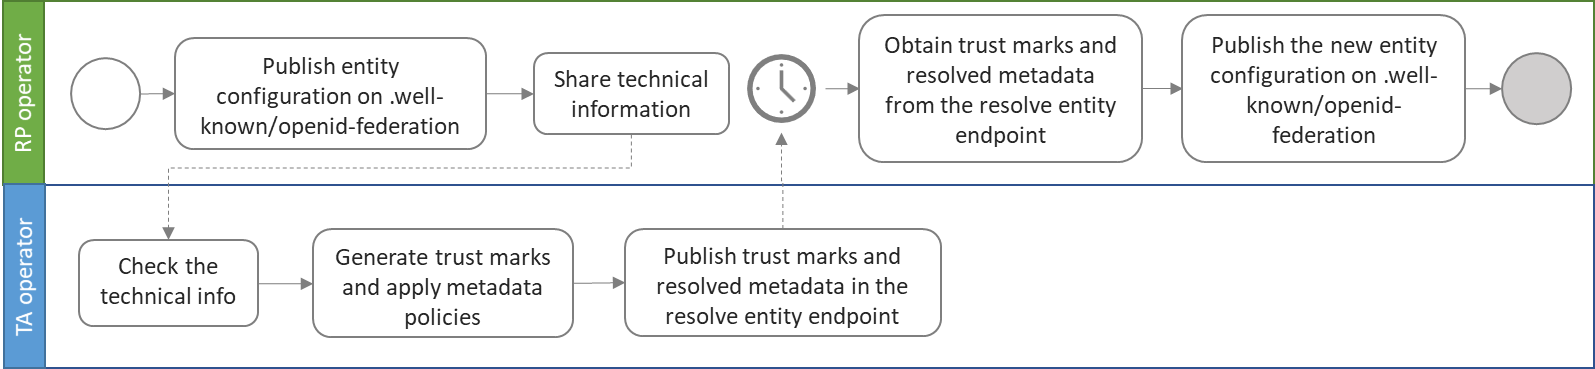 RP operator
Publish entity
configuration on .well-
known/openid-federation
Share technical
information
Obtain trust marks and
resolved metadata
from the resolve entity
endpoint
Publish the new entity
configuration on .well-
known/openid-
federation
TA operator
Check the
technical info
Generate trust marks
and apply metadata
policies
Publish trust marks and
resolved metadata in the
resolve entity endpoint